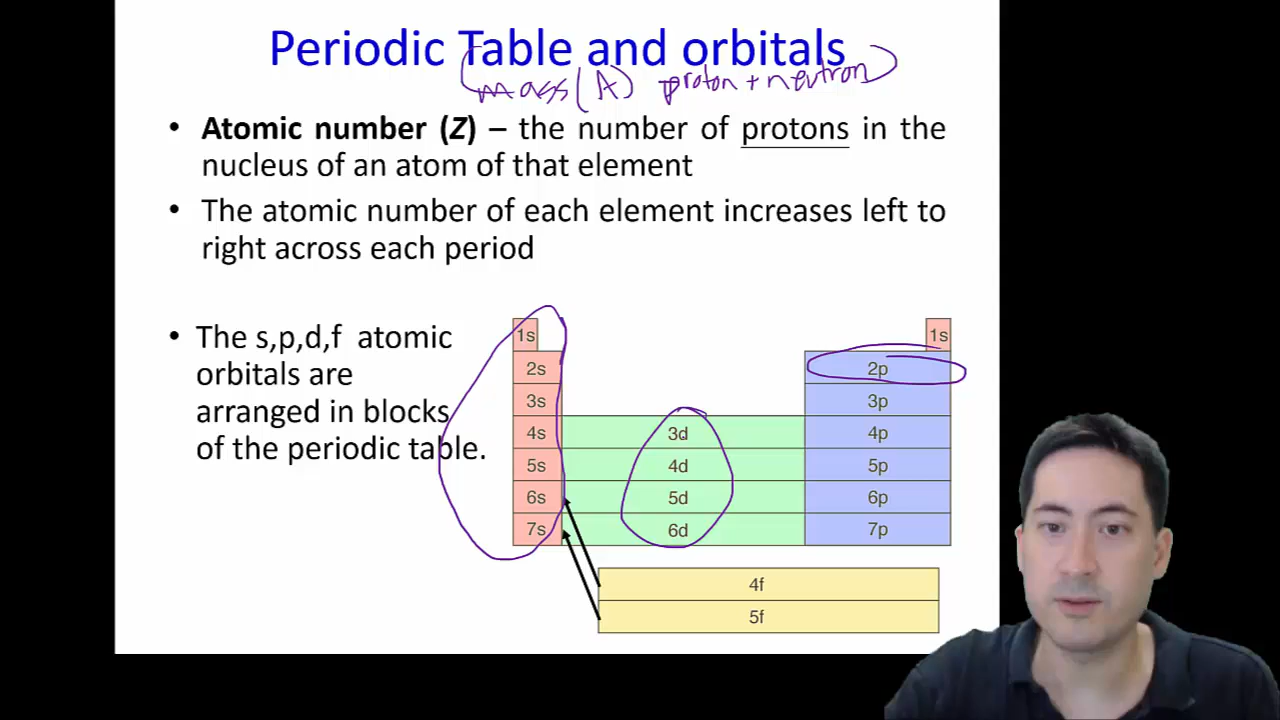 Periodic Table and orbitals
(mass (A) proton + neutron)
• Atomic number (Z) – the number of protons in the
nucleus of an atom of that element
• The atomic number of each element increases left to
right across each period
• The s,p,d,f atomic
orbitals are
arranged in blocks
of the periodic table.
1s 1s
2s 2p
3s 3p
4s 3d 4p
5s 4d 5p
6s 5d 6p
7s 6d 7p
4f
5f